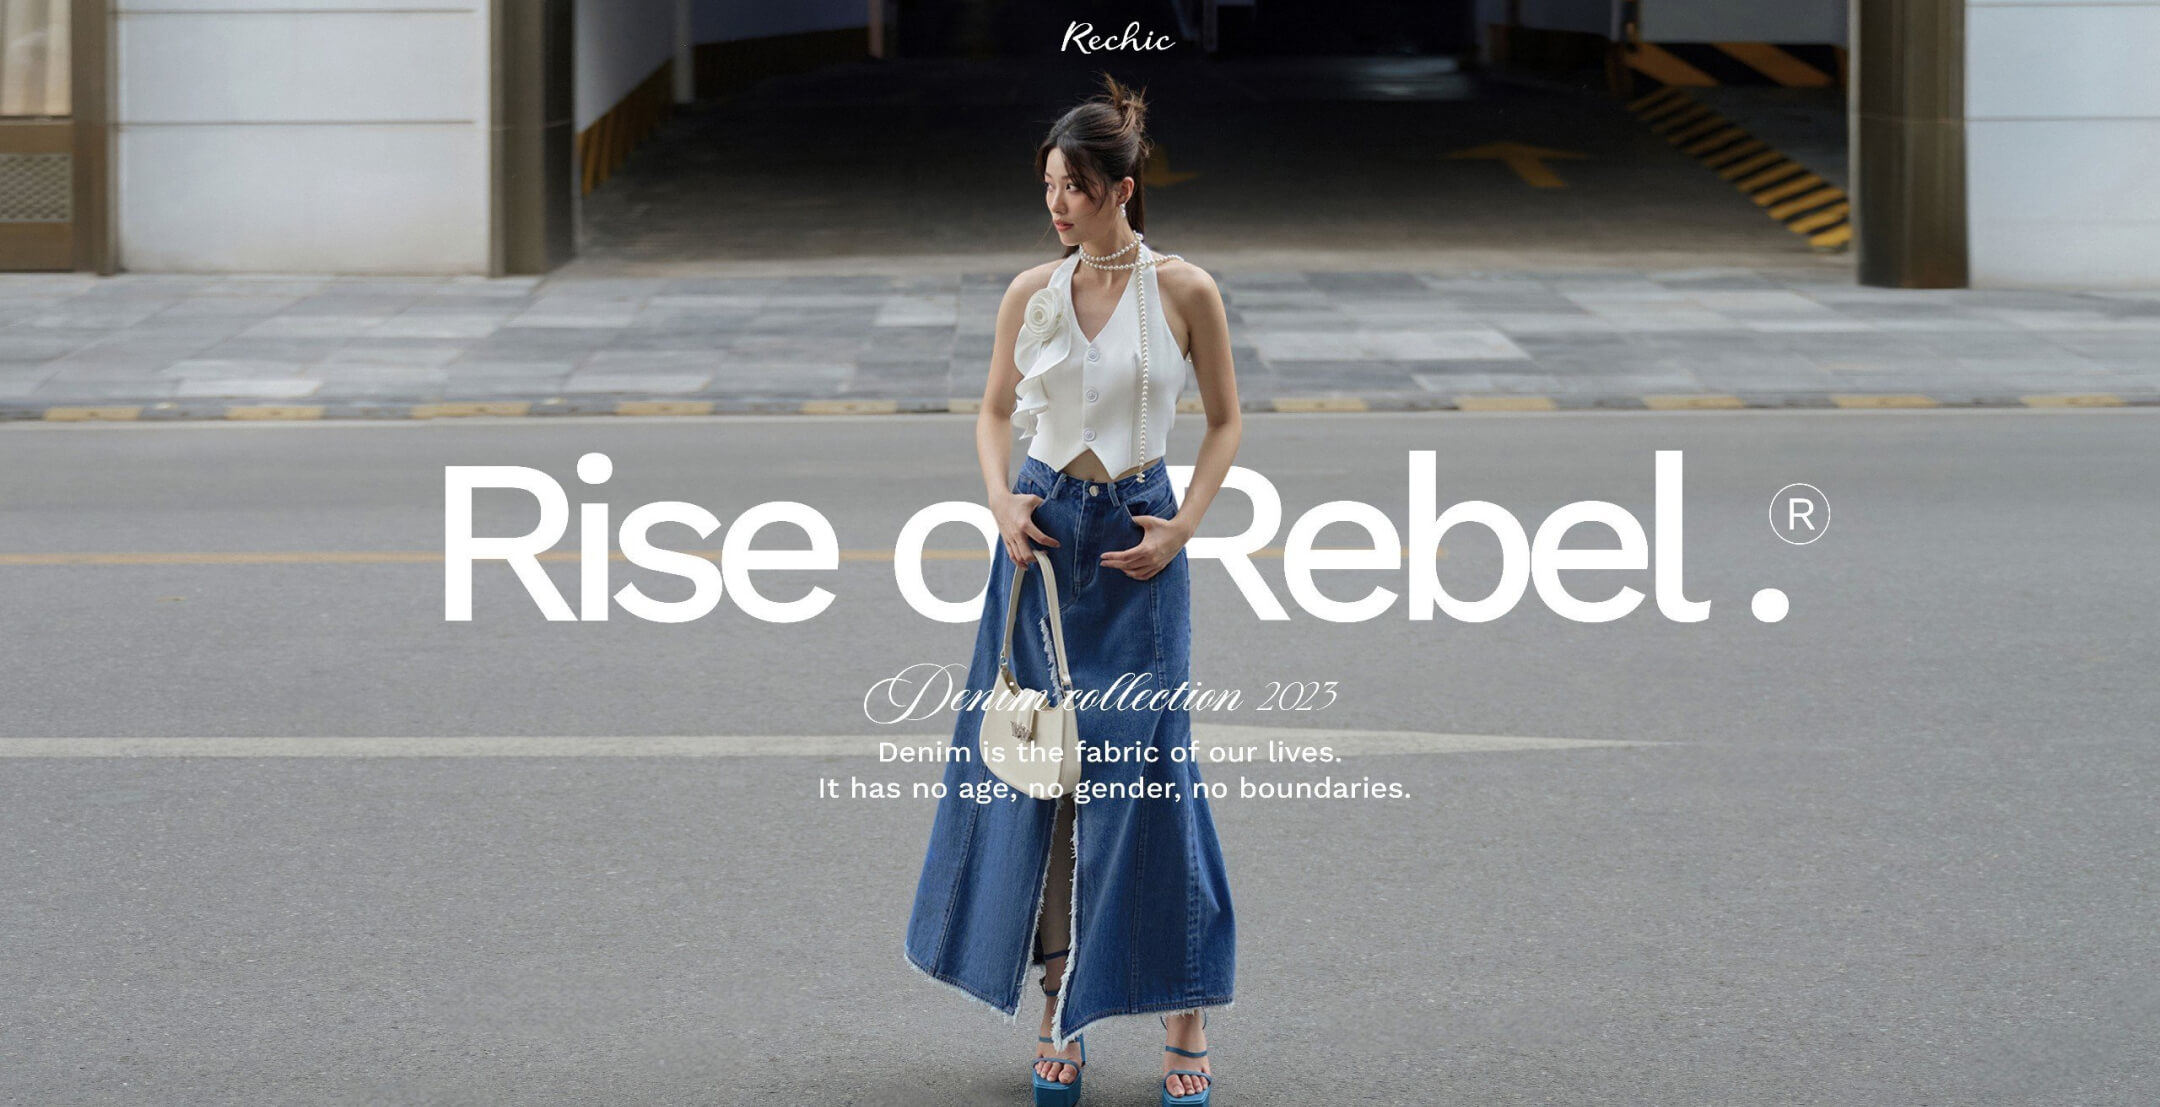 Rechic
Rise o Rebel. ®
Denim collection 2023
Denim is the fabric of our lives.
It has no age, no gender, no boundaries.